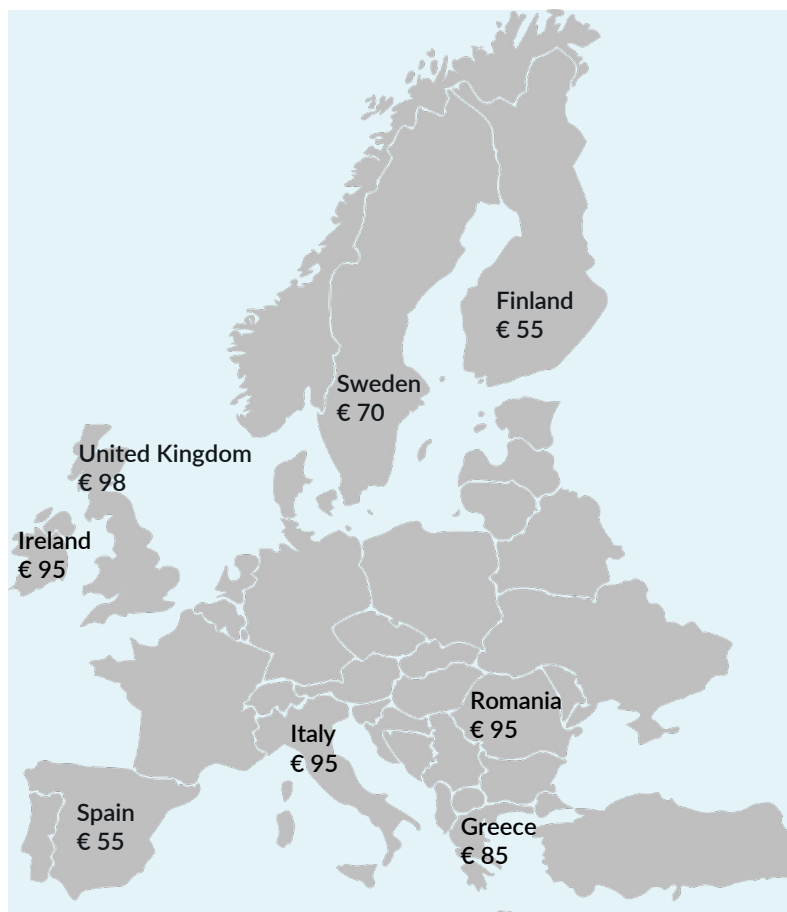 Finland
€ 55
Sweden
€ 70
United Kingdom
€ 98
Ireland
€ 95
Romania
€ 95
Italy
€ 95
Spain
€ 55
Greece
€ 85